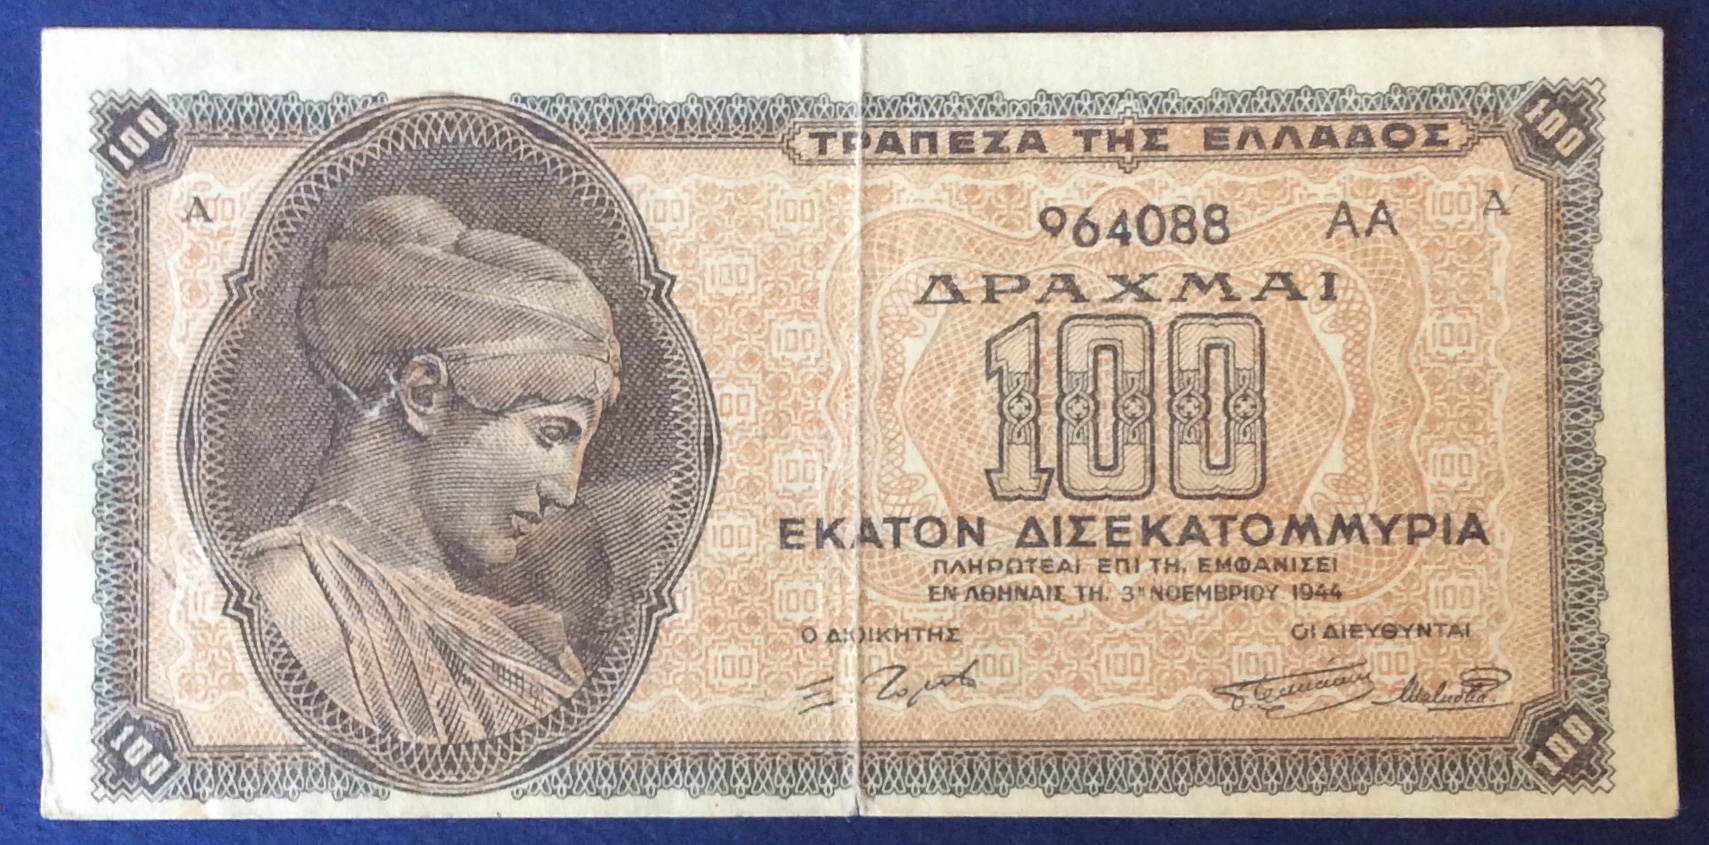 100
100
ΤΡΑΠΕΖΑ ΤΗΣ ΕΛΛΑΔΟΣ
Α
964088 ΑΑ Α
ΔΡΑΧΜΑΙ
100
ΕΚΑΤΟΝ ΔΙΣΕΚΑΤΟΜΜΥΡΙΑ
ΠΛΗΡΩΤΕΑΙ ΕΠΙ ΤΗ. ΕΜΦΑΝΙΣΕΙ
ΕΝ ΑΘΗΝΑΙΣ ΤΗ. 3ῃ ΝΟΕΜΒΡΙΟΥ 1944
Ο ΔΙΟΙΚΗΤΗΣ ΟΙ ΔΙΕΥΘΥΝΤΑΙ
100
100